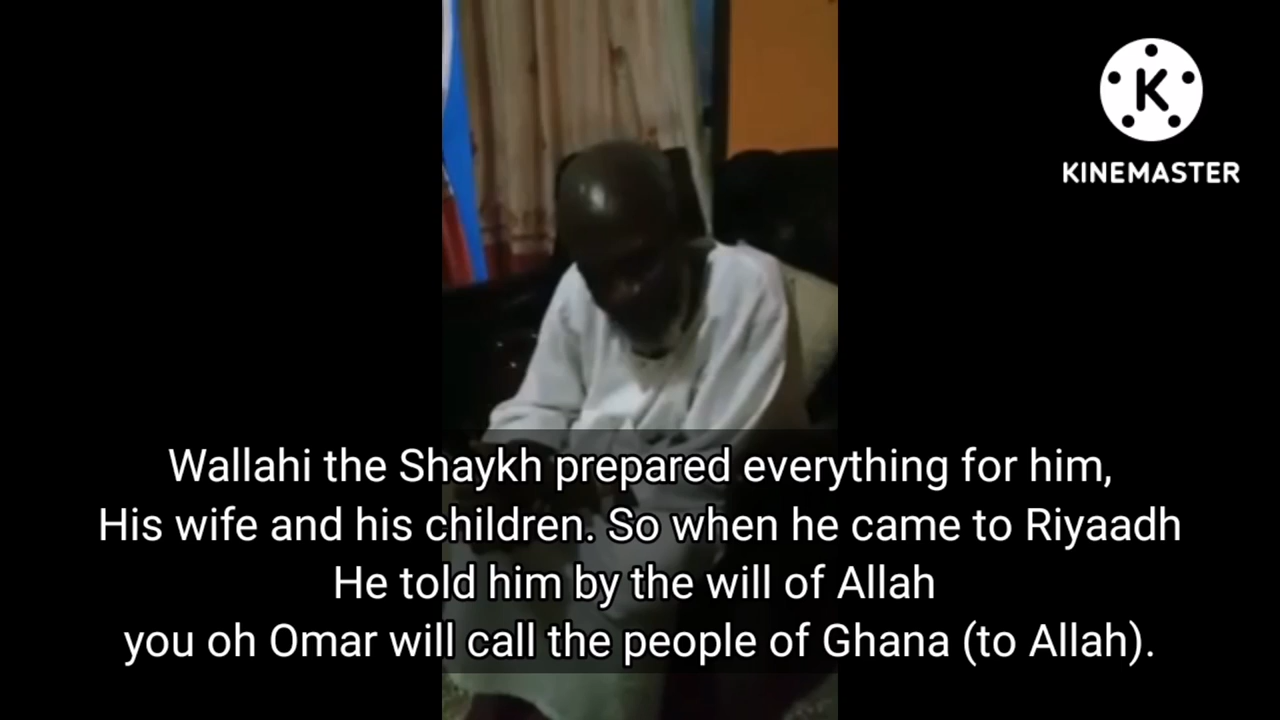 K
KINEMASTER
Wallahi the Shaykh prepared everything for him,
His wife and his children. So when he came to Riyaadh
He told him by the will of Allah
you oh Omar will call the people of Ghana (to Allah).